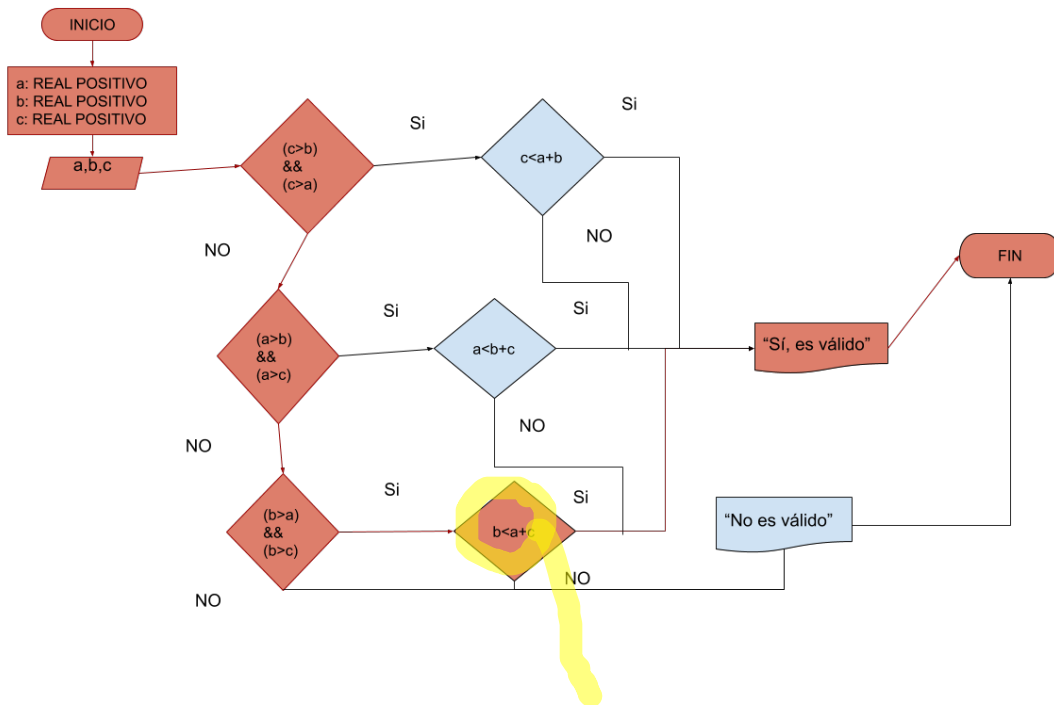 INICIO
a: REAL POSITIVO
b: REAL POSITIVO
c: REAL POSITIVO
a,b,c
(c>b)
&&
(c>a)
Si
c<a+b
Si
NO
NO
(a>b)
&&
(a>c)
Si
a<b+c
Si
NO
NO
(b>a)
&&
(b>c)
Si
b<a+c
Si
NO
NO
“Sí, es válido”
“No es válido”
FIN